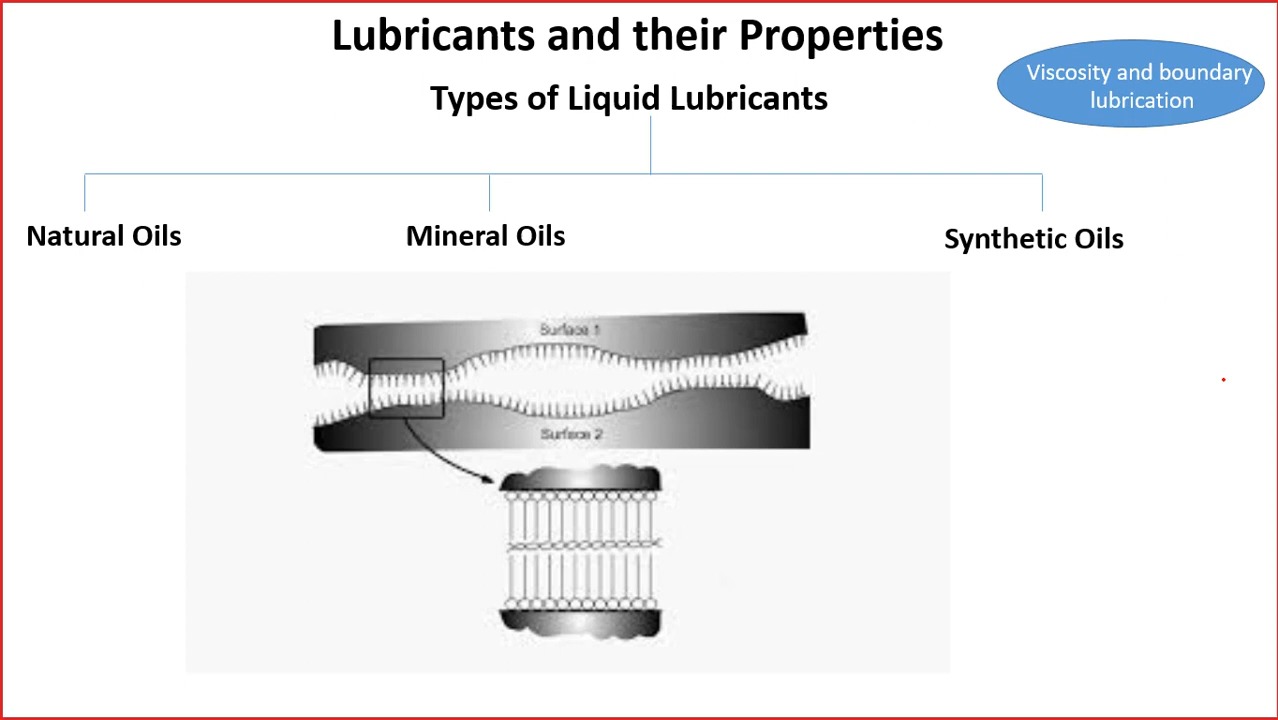 Lubricants and their Properties
Types of Liquid Lubricants
Viscosity and boundary
lubrication
Natural Oils
Mineral Oils
Synthetic Oils
Surface 1
Surface 2